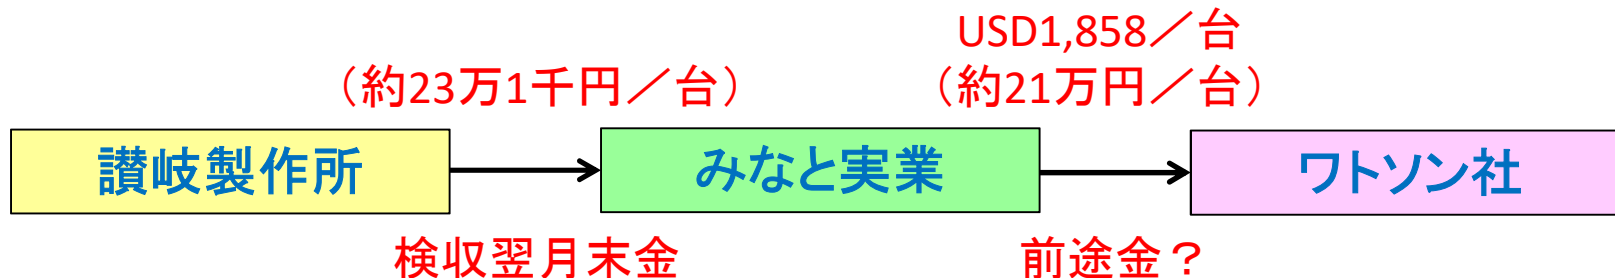 USD1,858／台
（約23万1千円／台）
（約21万円／台）
讃岐製作所
みなと実業
ワトソン社
検収翌月末金
前途金？